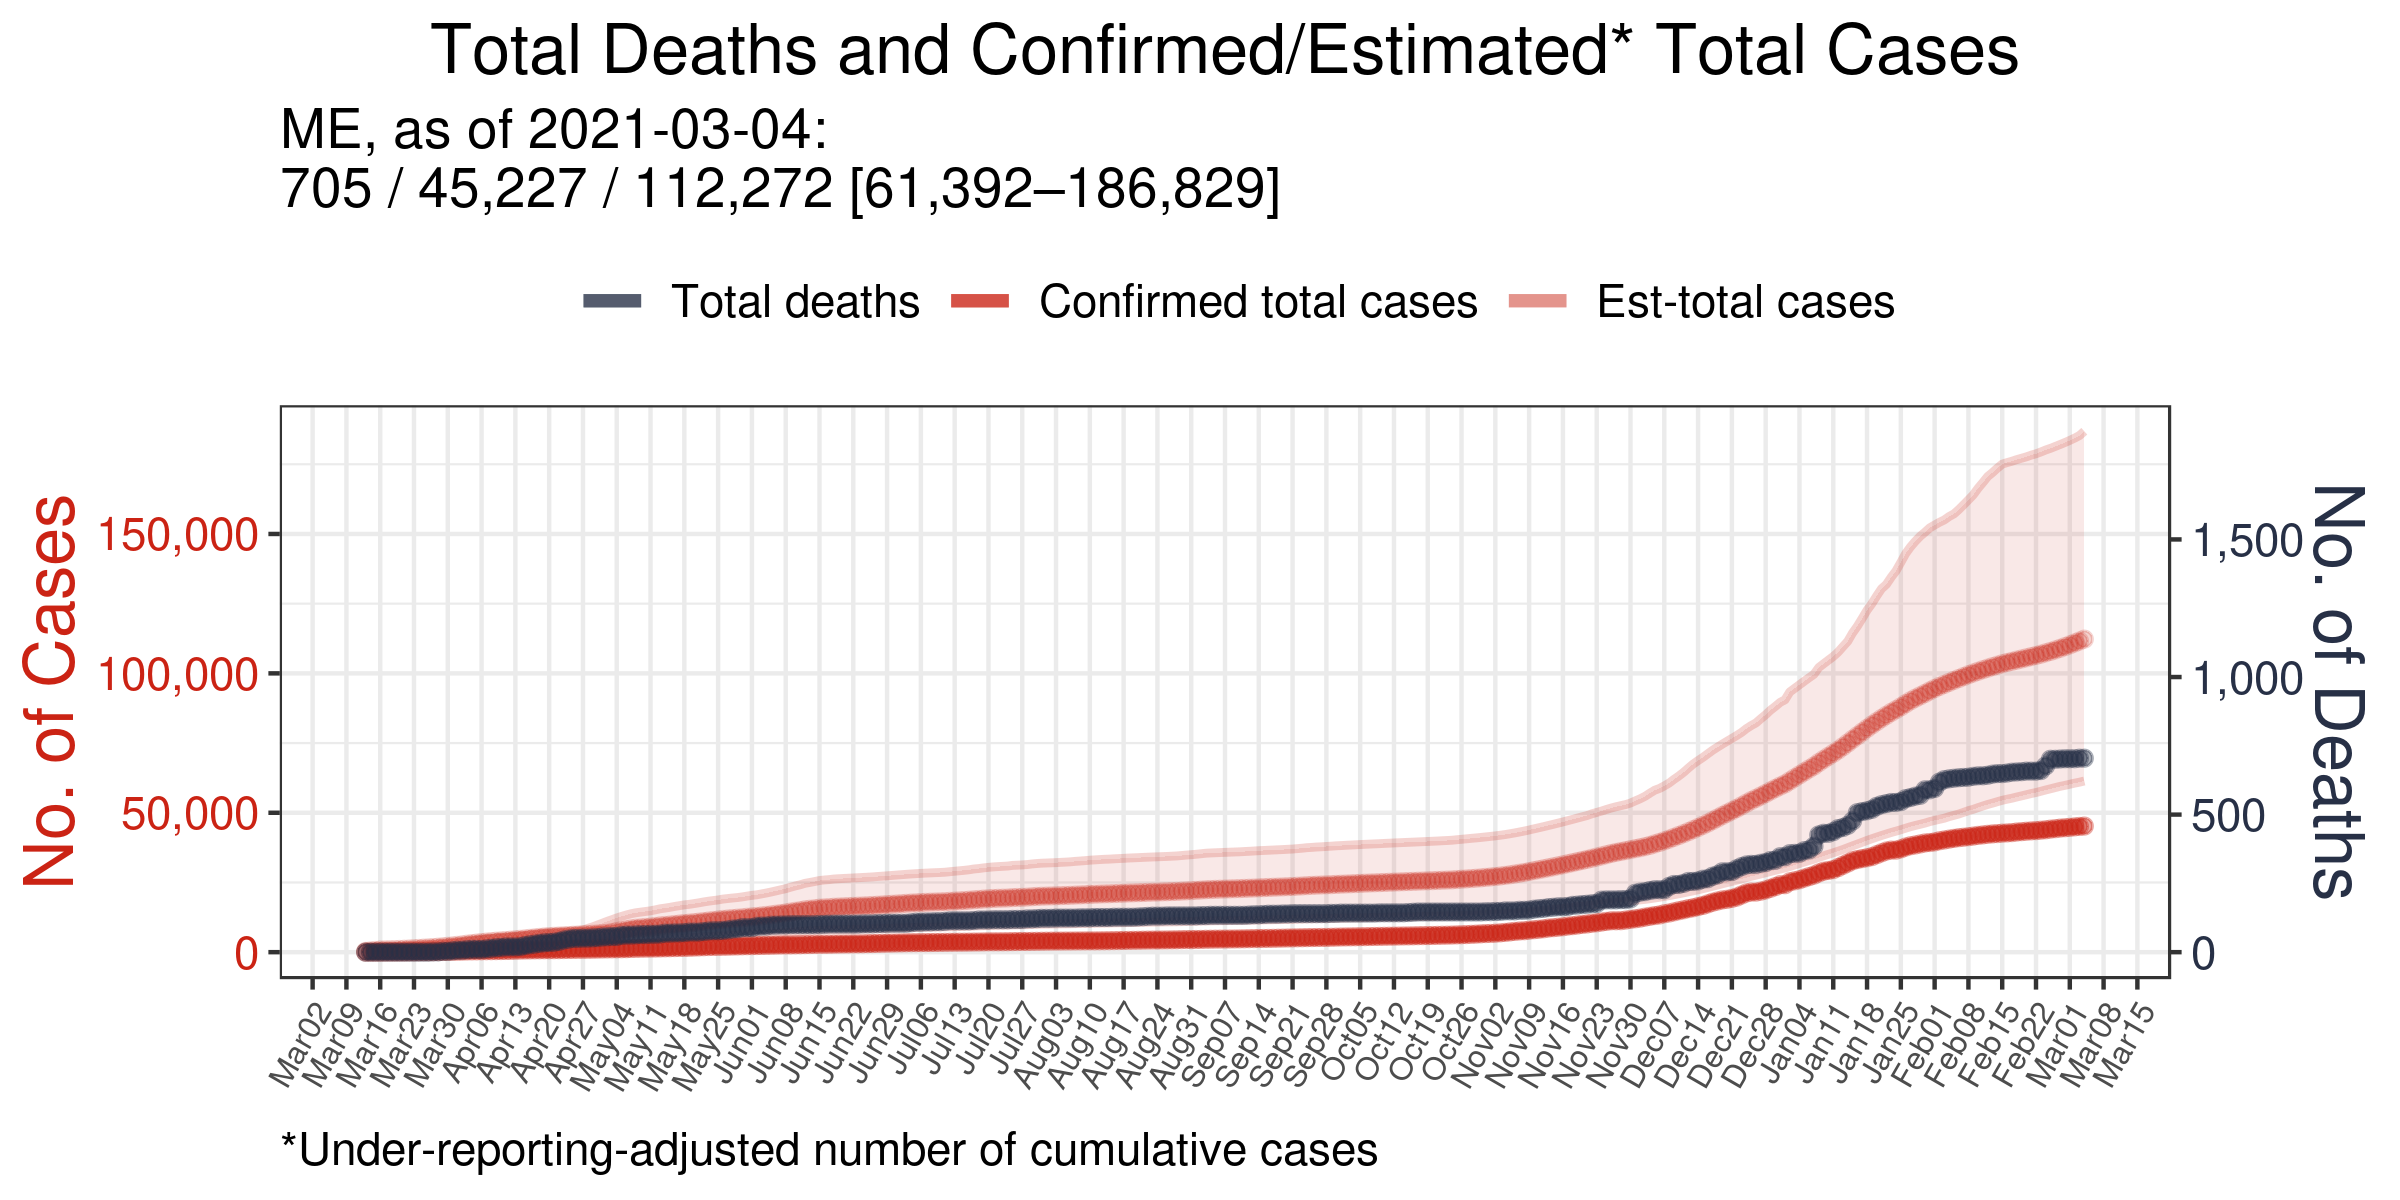 Total Deaths and Confirmed/Estimated* Total Cases
ME, as of 2021-03-04:
705 / 45,227 / 112,272 [61,392–186,829]
Total deaths Confirmed total cases Est-total cases
No. of Cases
150,000
100,000
50,000
0
1,500
1,000
500
0
No. of Deaths
Mar02 Mar09 Mar16 Mar23 Mar30 Apr06 Apr13 Apr20 Apr27 May04 May11 May18 May25 Jun01 Jun08 Jun15 Jun22 Jun29 Jul06 Jul13 Jul20 Jul27 Aug03 Aug10 Aug17 Aug24 Aug31 Sep07 Sep14 Sep21 Sep28 Oct05 Oct12 Oct19 Oct26 Nov02 Nov09 Nov16 Nov23 Nov30 Dec07 Dec14 Dec21 Dec28 Jan04 Jan11 Jan18 Jan25 Feb01 Feb08 Feb15 Feb22 Mar01 Mar08 Mar15
*Under-reporting-adjusted number of cumulative cases